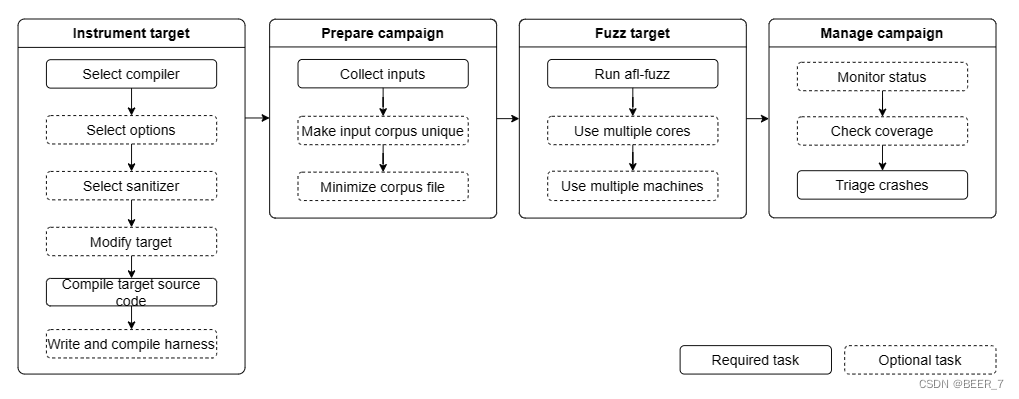 Instrument target
Select compiler
Select options
Select sanitizer
Modify target
Compile target source
code
Write and compile harness
Prepare campaign
Collect inputs
Make input corpus unique
Minimize corpus file
Fuzz target
Run afl-fuzz
Use multiple cores
Use multiple machines
Manage campaign
Monitor status
Check coverage
Triage crashes
Required task
Optional task
CSDN @BEER_7